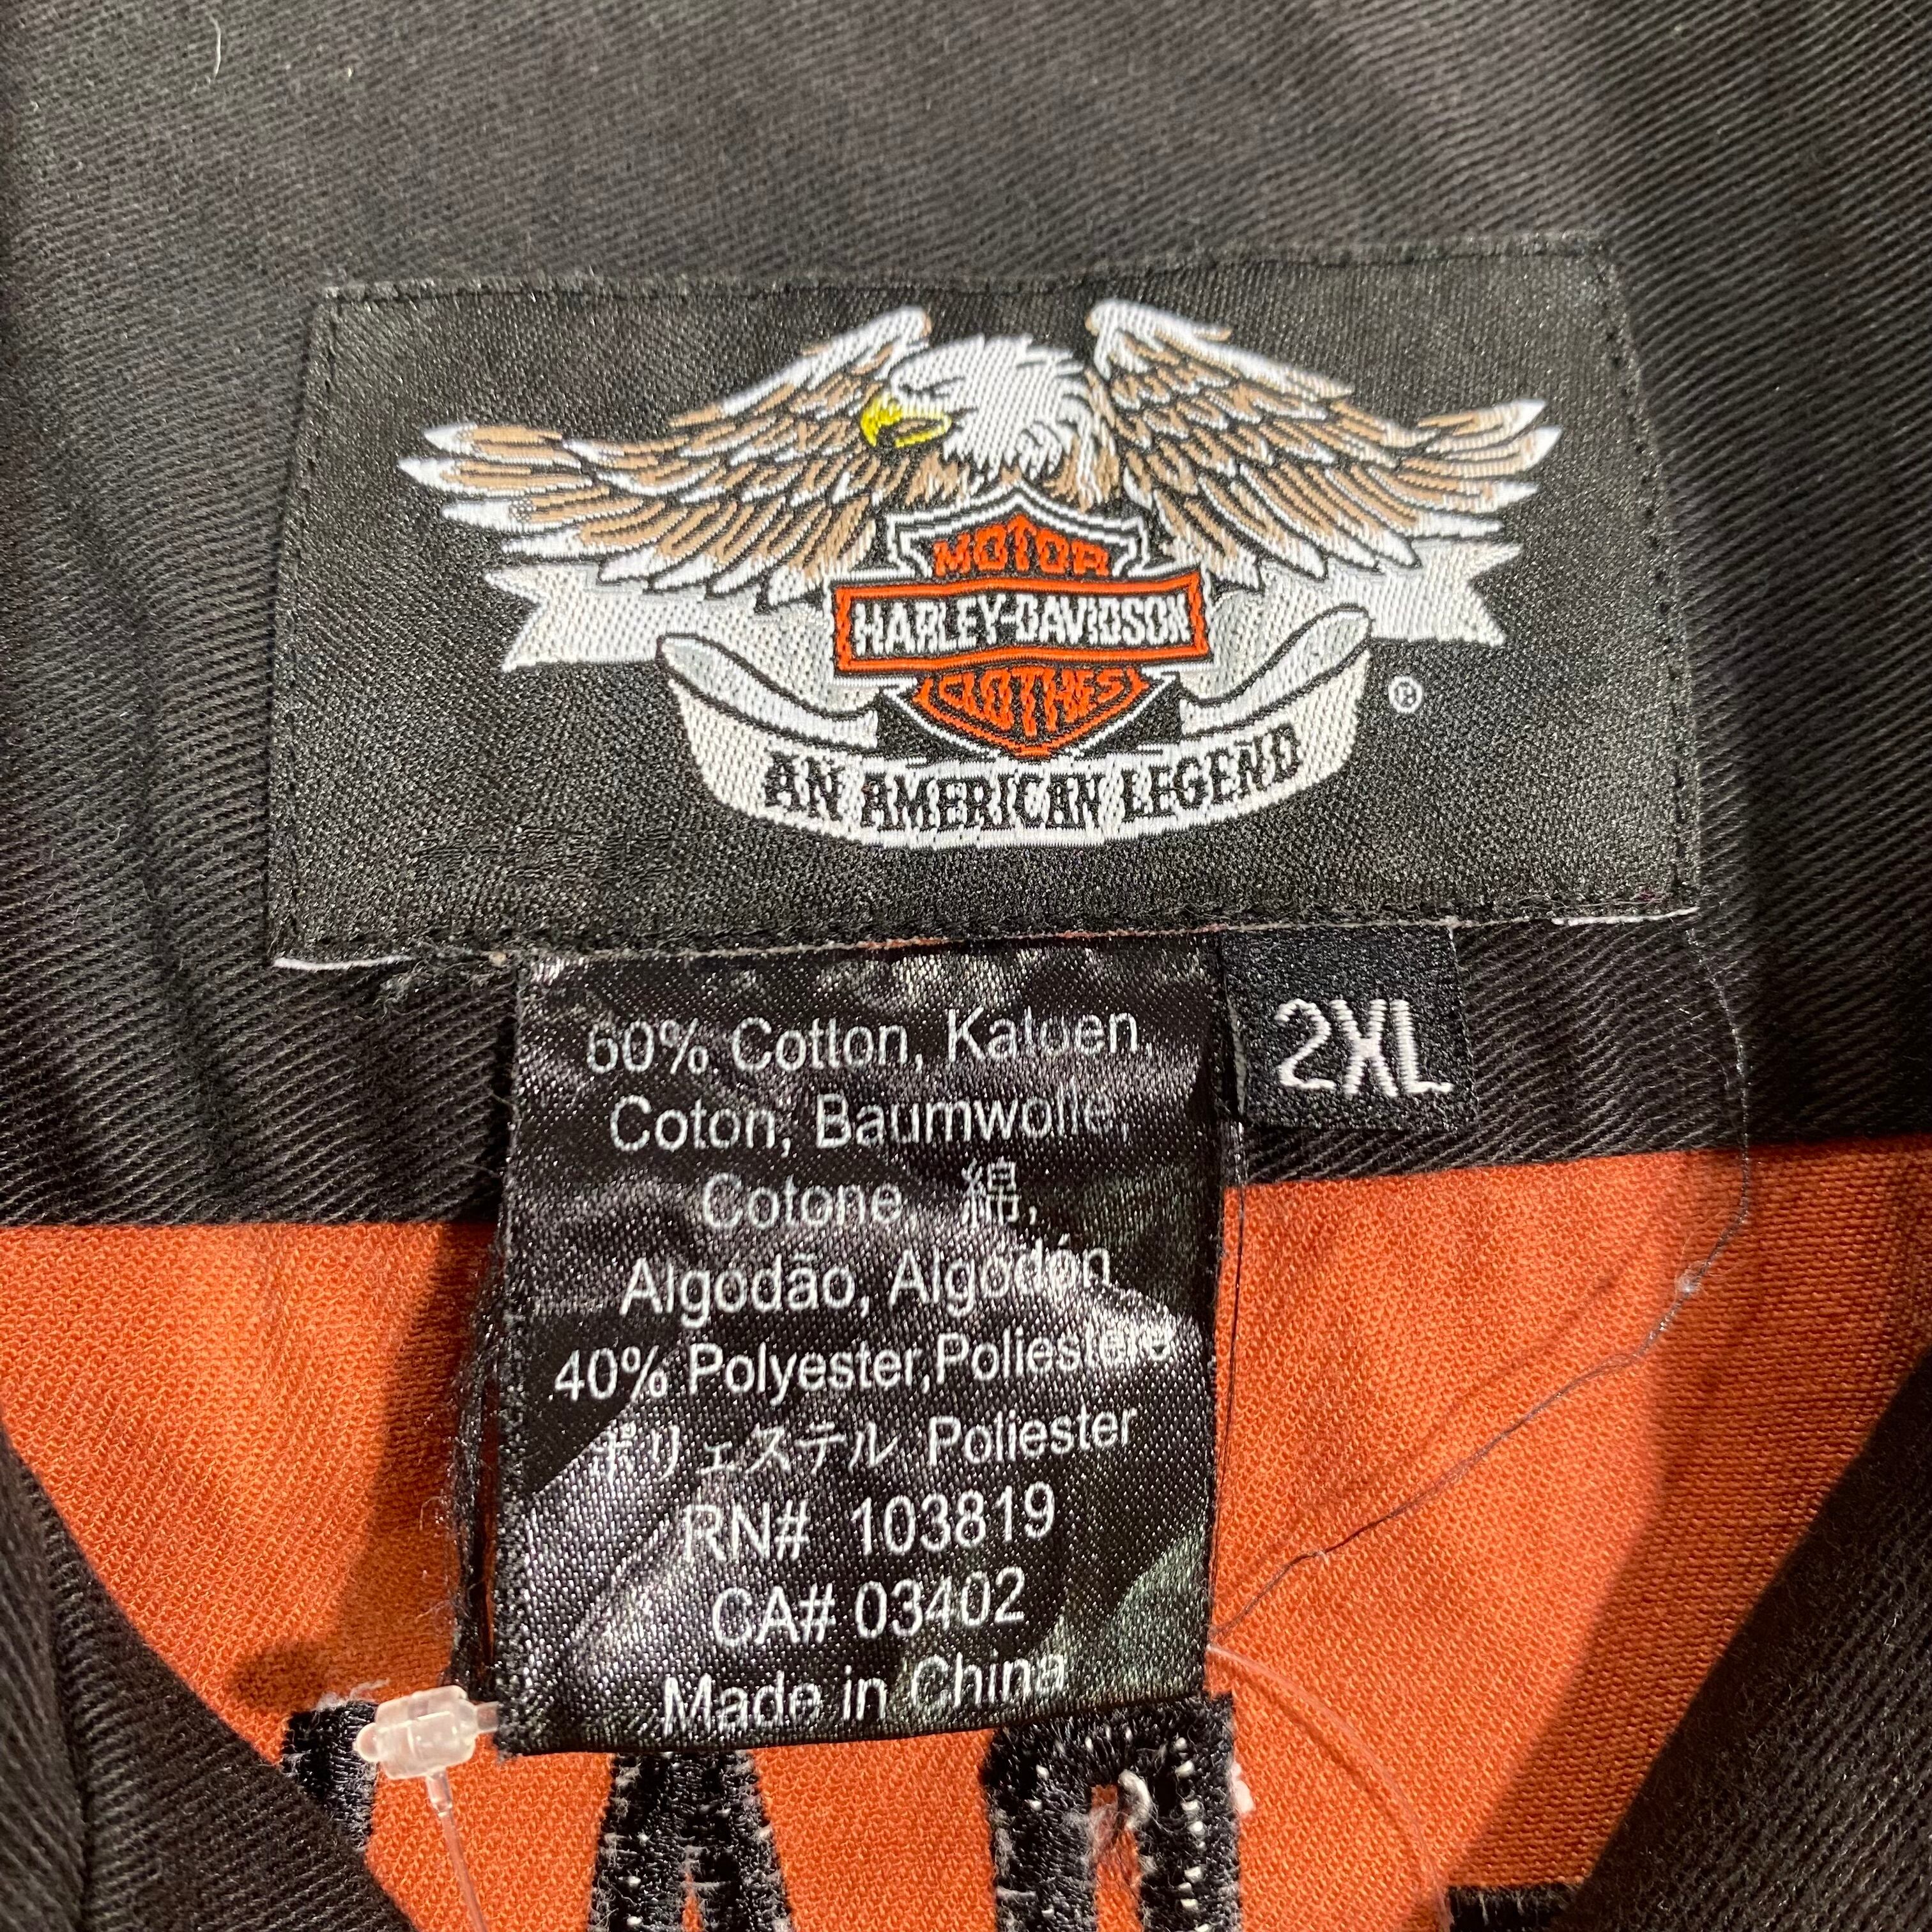 MOTOR
HARLEY-DAVIDSON
CLOTHES
®
AN AMERICAN LEGEND
2XL
60% Cotton, Katoen,
Coton, Baumwolle,
Cotone, 綿,
Algodão, Algodón
40% Polyester,Poliestere
ポリェステル Poliester
RN# 103819
CA# 03402
Made in China